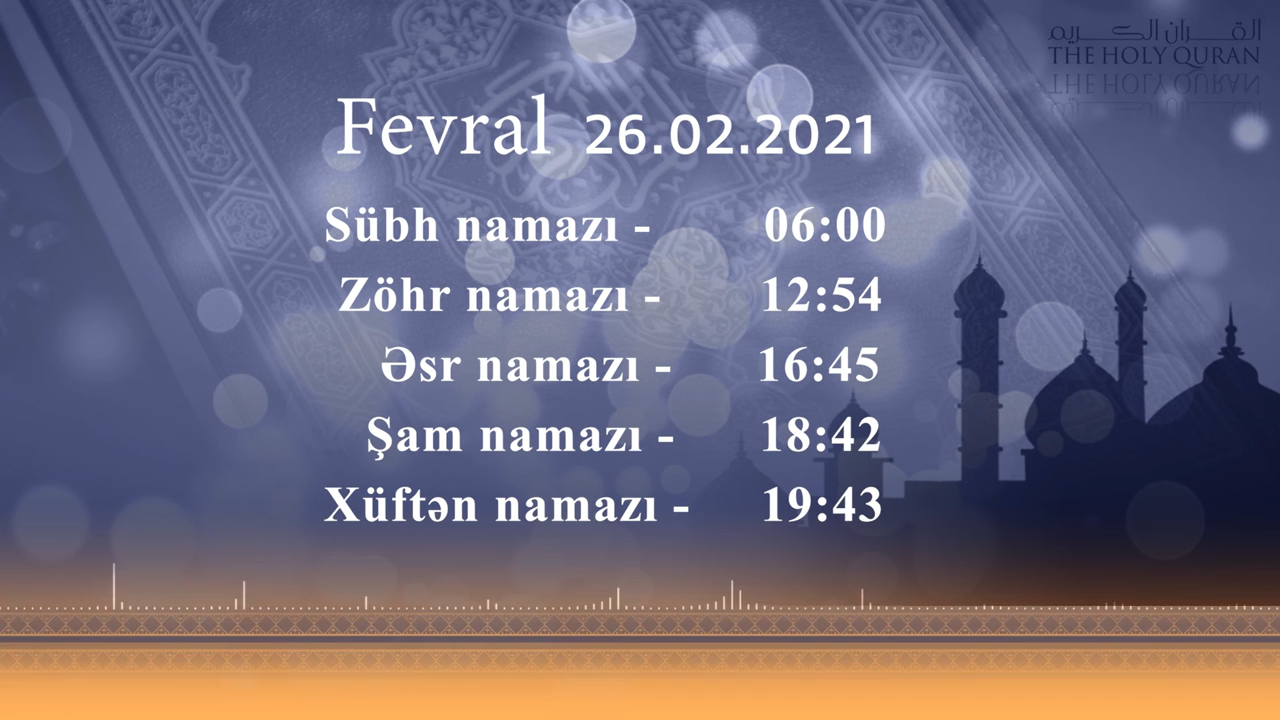 القرآن الكريم
THE HOLY QURAN
Fevral 26.02.2021
Sübh namazı - 06:00
Zöhr namazı - 12:54
Əsr namazı - 16:45
Şam namazı - 18:42
Xüftən namazı - 19:43